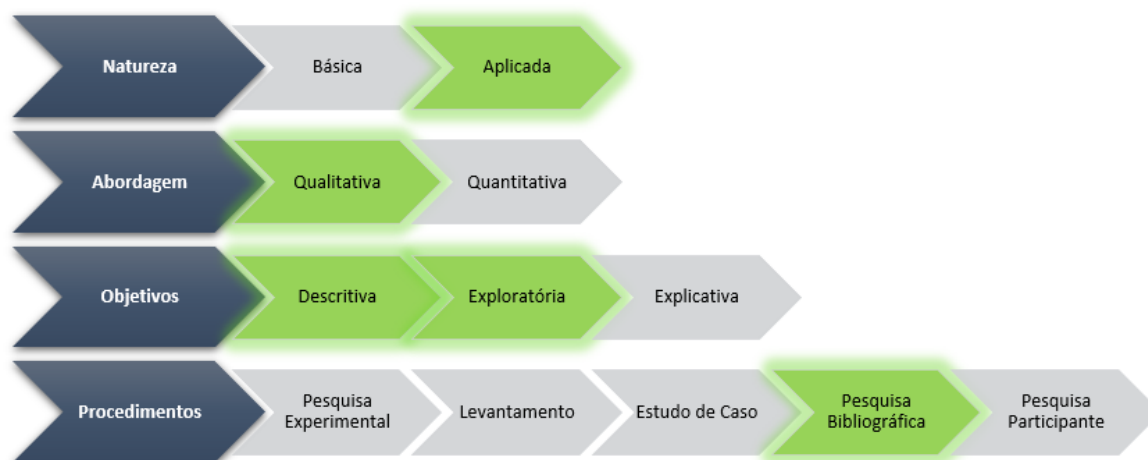 Natureza
Básica
Aplicada
Abordagem
Qualitativa
Quantitativa
Objetivos
Descritiva
Exploratória
Explicativa
Procedimentos
Pesquisa
Experimental
Levantamento
Estudo de Caso
Pesquisa
Bibliográfica
Pesquisa
Participante